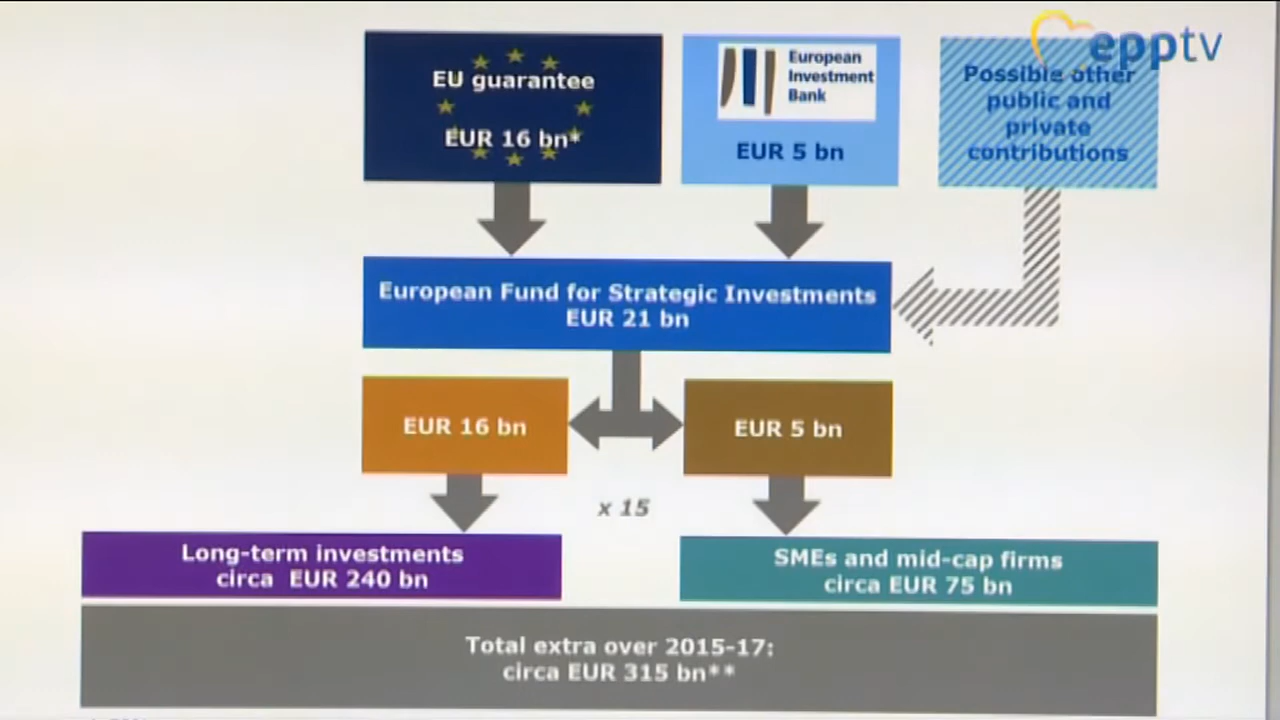 epptv
EU guarantee
EUR 16 bn*
European
Investment
Bank
EUR 5 bn
Possible other
public and
private
contributions
European Fund for Strategic Investments
EUR 21 bn
EUR 16 bn
EUR 5 bn
x 15
Long-term investments
circa EUR 240 bn
SMEs and mid-cap firms
circa EUR 75 bn
Total extra over 2015-17:
circa EUR 315 bn**